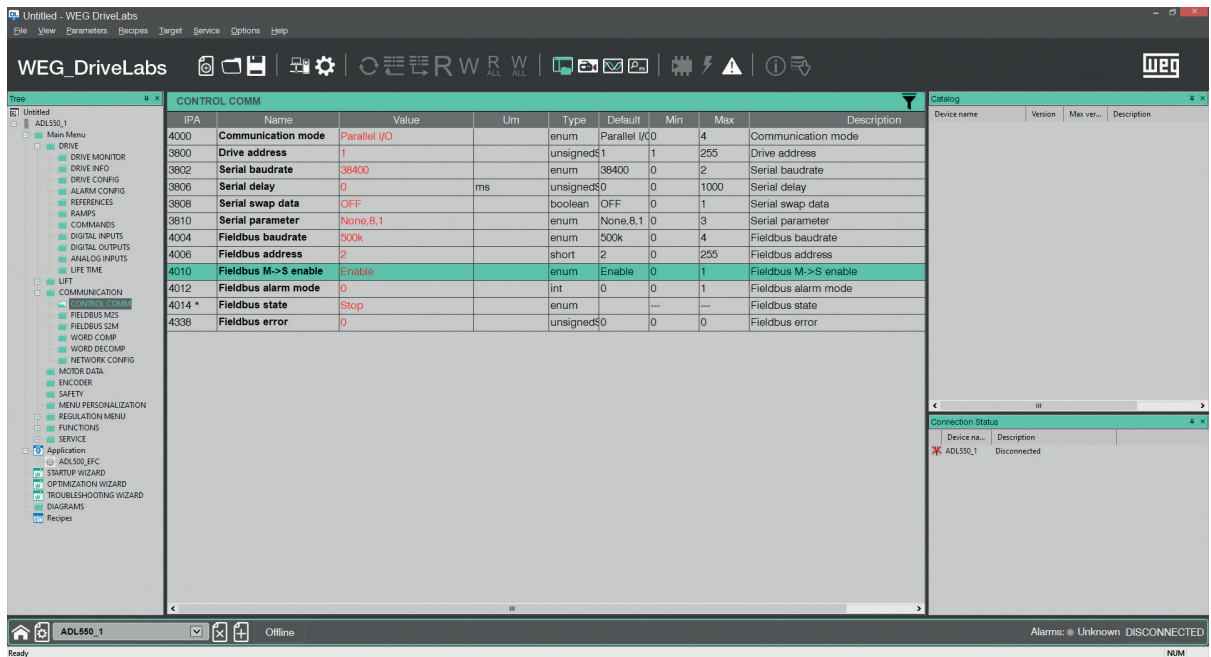 Untitled - WEG DriveLabs
File View Parameters Recipes Target Service Options Help
WEG_DriveLabs
R W R ALL W ALL
WEG
Tree
Untitled
ADL550_1
Main Menu
DRIVE
DRIVE MONITOR
DRIVE INFO
DRIVE CONFIG
ALARM CONFIG
REFERENCES
RAMPS
COMMANDS
DIGITAL INPUTS
DIGITAL OUTPUTS
ANALOG INPUTS
LIFE TIME
LIFT
COMMUNICATION
CONTROL COMM
FIELDBUS M2S
FIELDBUS S2M
WORD COMP
WORD DECOMP
NETWORK CONFIG
MOTOR DATA
ENCODER
SAFETY
MENU PERSONALIZATION
REGULATION MENU
FUNCTIONS
SERVICE
Application
ADL500_EFC
STARTUP WIZARD
OPTIMIZATION WIZARD
TROUBLESHOOTING WIZARD
DIAGRAMS
Recipes
CONTROL COMM
IPA Name Value Um Type Default Min Max Description
4000 Communication mode Parallel I/O enum Parallel I/O 0 4 Communication mode
3800 Drive address 1 unsignedS 1 1 255 Drive address
3802 Serial baudrate 38400 enum 38400 0 2 Serial baudrate
3806 Serial delay 0 ms unsignedS 0 0 1000 Serial delay
3808 Serial swap data OFF boolean OFF 0 1 Serial swap data
3810 Serial parameter None,8,1 enum None,8,1 0 3 Serial parameter
4004 Fieldbus baudrate 500k enum 500k 0 4 Fieldbus baudrate
4006 Fieldbus address 2 short 2 0 255 Fieldbus address
4010 Fieldbus M->S enable Enable enum Enable 0 1 Fieldbus M->S enable
4012 Fieldbus alarm mode 0 int 0 0 1 Fieldbus alarm mode
4014 * Fieldbus state Stop enum --- --- Fieldbus state
4338 Fieldbus error 0 unsignedS 0 0 0 Fieldbus error
Catalog
Device name Version Max ver... Description
Connection Status
Device na... Description
ADL550_1 Disconnected
ADL550_1 Offline Alarms: Unknown DISCONNECTED
Ready NUM